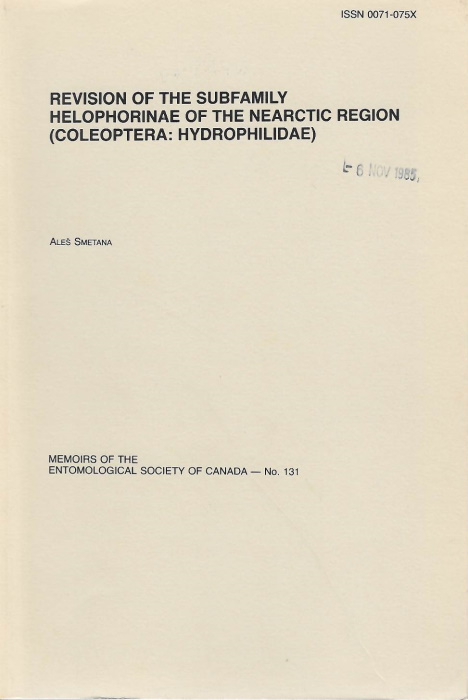 ISSN 0071-075X
REVISION OF THE SUBFAMILY
HELOPHORINAE OF THE NEARCTIC REGION
(COLEOPTERA: HYDROPHILIDAE)
- 6 NOV 1985
ALEŠ SMETANA
MEMOIRS OF THE
ENTOMOLOGICAL SOCIETY OF CANADA — No. 131